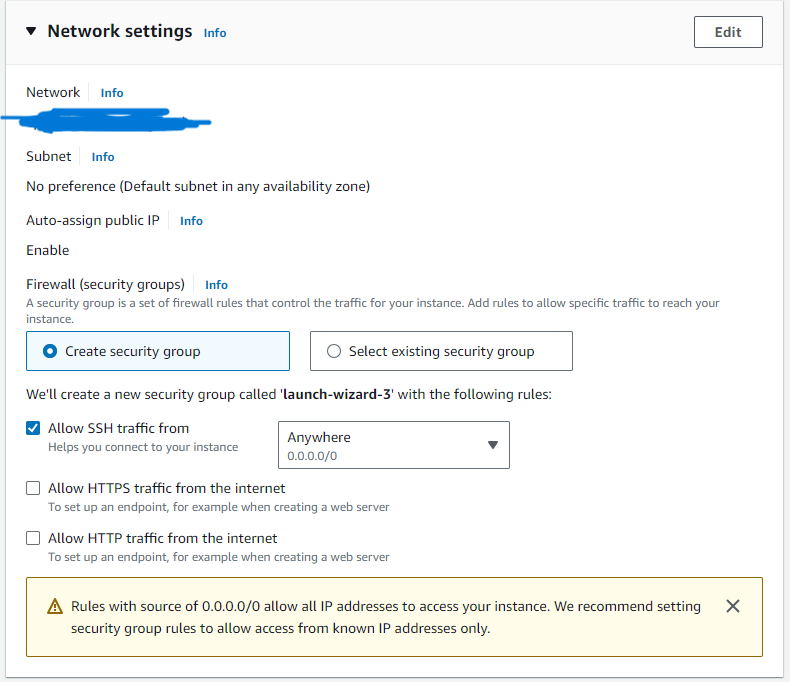 Network settings Info Edit
Network Info
Subnet Info
No preference (Default subnet in any availability zone)
Auto-assign public IP Info
Enable
Firewall (security groups) Info
A security group is a set of firewall rules that control the traffic for your instance. Add rules to allow specific traffic to reach your
instance.
Create security group Select existing security group
We'll create a new security group called 'launch-wizard-3' with the following rules:
Allow SSH traffic from
Helps you connect to your instance
Anywhere
0.0.0.0/0
Allow HTTPS traffic from the internet
To set up an endpoint, for example when creating a web server
Allow HTTP traffic from the internet
To set up an endpoint, for example when creating a web server
Rules with source of 0.0.0.0/0 allow all IP addresses to access your instance. We recommend setting
security group rules to allow access from known IP addresses only.